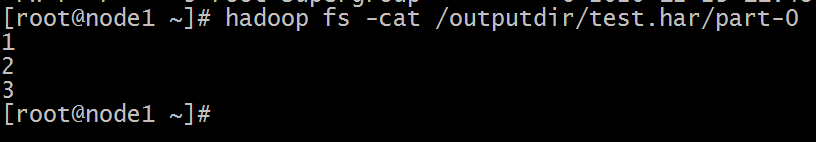 [root@node1 ~]# hadoop fs -cat /outputdir/test.har/part-0
1
2
3
[root@node1 ~]#